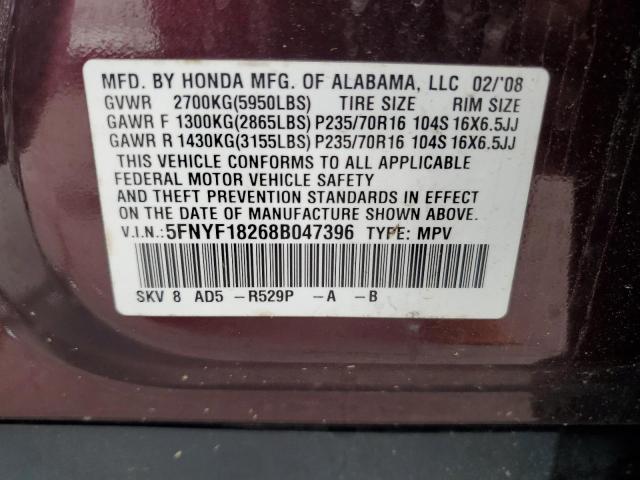 MFD. BY HONDA MFG. OF ALABAMA, LLC 02/'08
GVWR 2700KG(5950LBS) TIRE SIZE RIM SIZE
GAWR F 1300KG(2865LBS) P235/70R16 104S 16X6.5JJ
GAWR R 1430KG(3155LBS) P235/70R16 104S 16X6.5JJ
THIS VEHICLE CONFORMS TO ALL APPLICABLE
FEDERAL MOTOR VEHICLE SAFETY
AND THEFT PREVENTION STANDARDS IN EFFECT
ON THE DATE OF MANUFACTURE SHOWN ABOVE.
V.I.N.: 5FNYF18268B047396 TYPE: MPV
SKV 8 AD5 -R529P -A -B